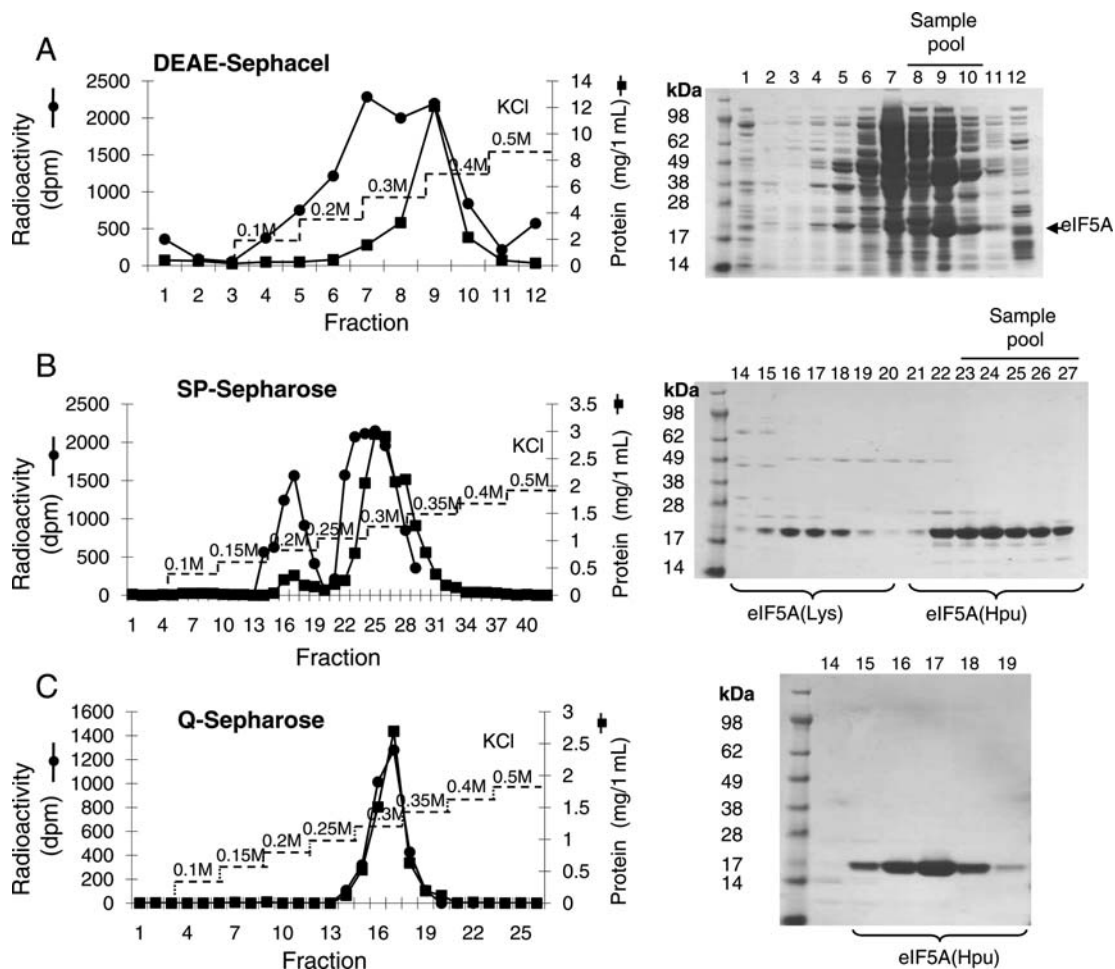 A
DEAE-Sephacel
Radioactivity
(dpm)
2500
2000
1500
1000
500
0
KCl
0.1M
0.2M
0.3M
0.4M
0.5M
14
12
10
8
6
4
2
0
Protein (mg/1 mL)
1 2 3 4 5 6 7 8 9 10 11 12
Fraction
Sample
pool
1 2 3 4 5 6 7 8 9 10 11 12
kDa
98
62
49
38
28
17
14
eIF5A
B
SP-Sepharose
Radioactivity
(dpm)
2500
2000
1500
1000
500
0
KCl
0.1M
0.15M
0.2M
0.25M
0.3M
0.35M
0.4M
0.5M
3.5
3
2.5
2
1.5
1
0.5
0
Protein (mg/1 mL)
1 4 7 10 13 16 19 22 25 28 31 34 37 40
Sample
pool
14 15 16 17 18 19 20 21 22 23 24 25 26 27
kDa
98
62
49
38
28
17
14
eIF5A(Lys) eIF5A(Hpu)
C
Q-Sepharose
Radioactivity
(dpm)
1600
1400
1200
1000
800
600
400
200
0
KCl
0.1M
0.15M
0.2M
0.25M
0.3M
0.35M
0.4M
0.5M
3
2.5
2
1.5
1
0.5
0
Protein (mg/1 mL)
1 4 7 10 13 16 19 22 25
Fraction
14 15 16 17 18 19
kDa
98
62
49
38
28
17
14
eIF5A(Hpu)